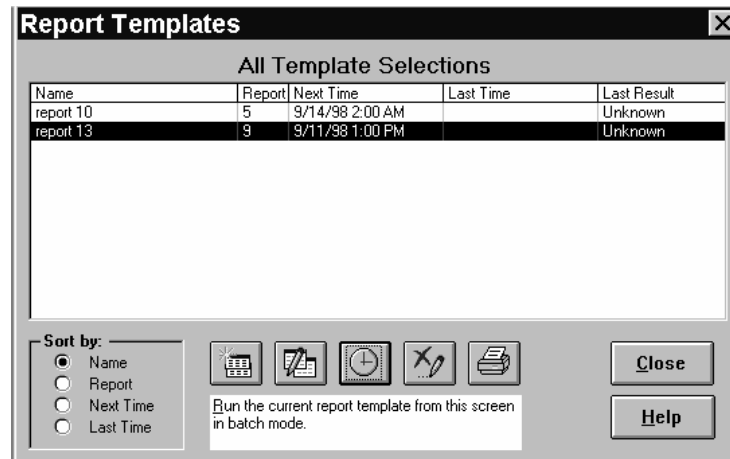 Report Templates
All Template Selections
Name Report Next Time Last Time Last Result
report 10 5 9/14/98 2:00 AM Unknown
report 13 9 9/11/98 1:00 PM Unknown
Sort by:
Name
Report
Next Time
Last Time
Run the current report template from this screen
in batch mode.
Close
Help